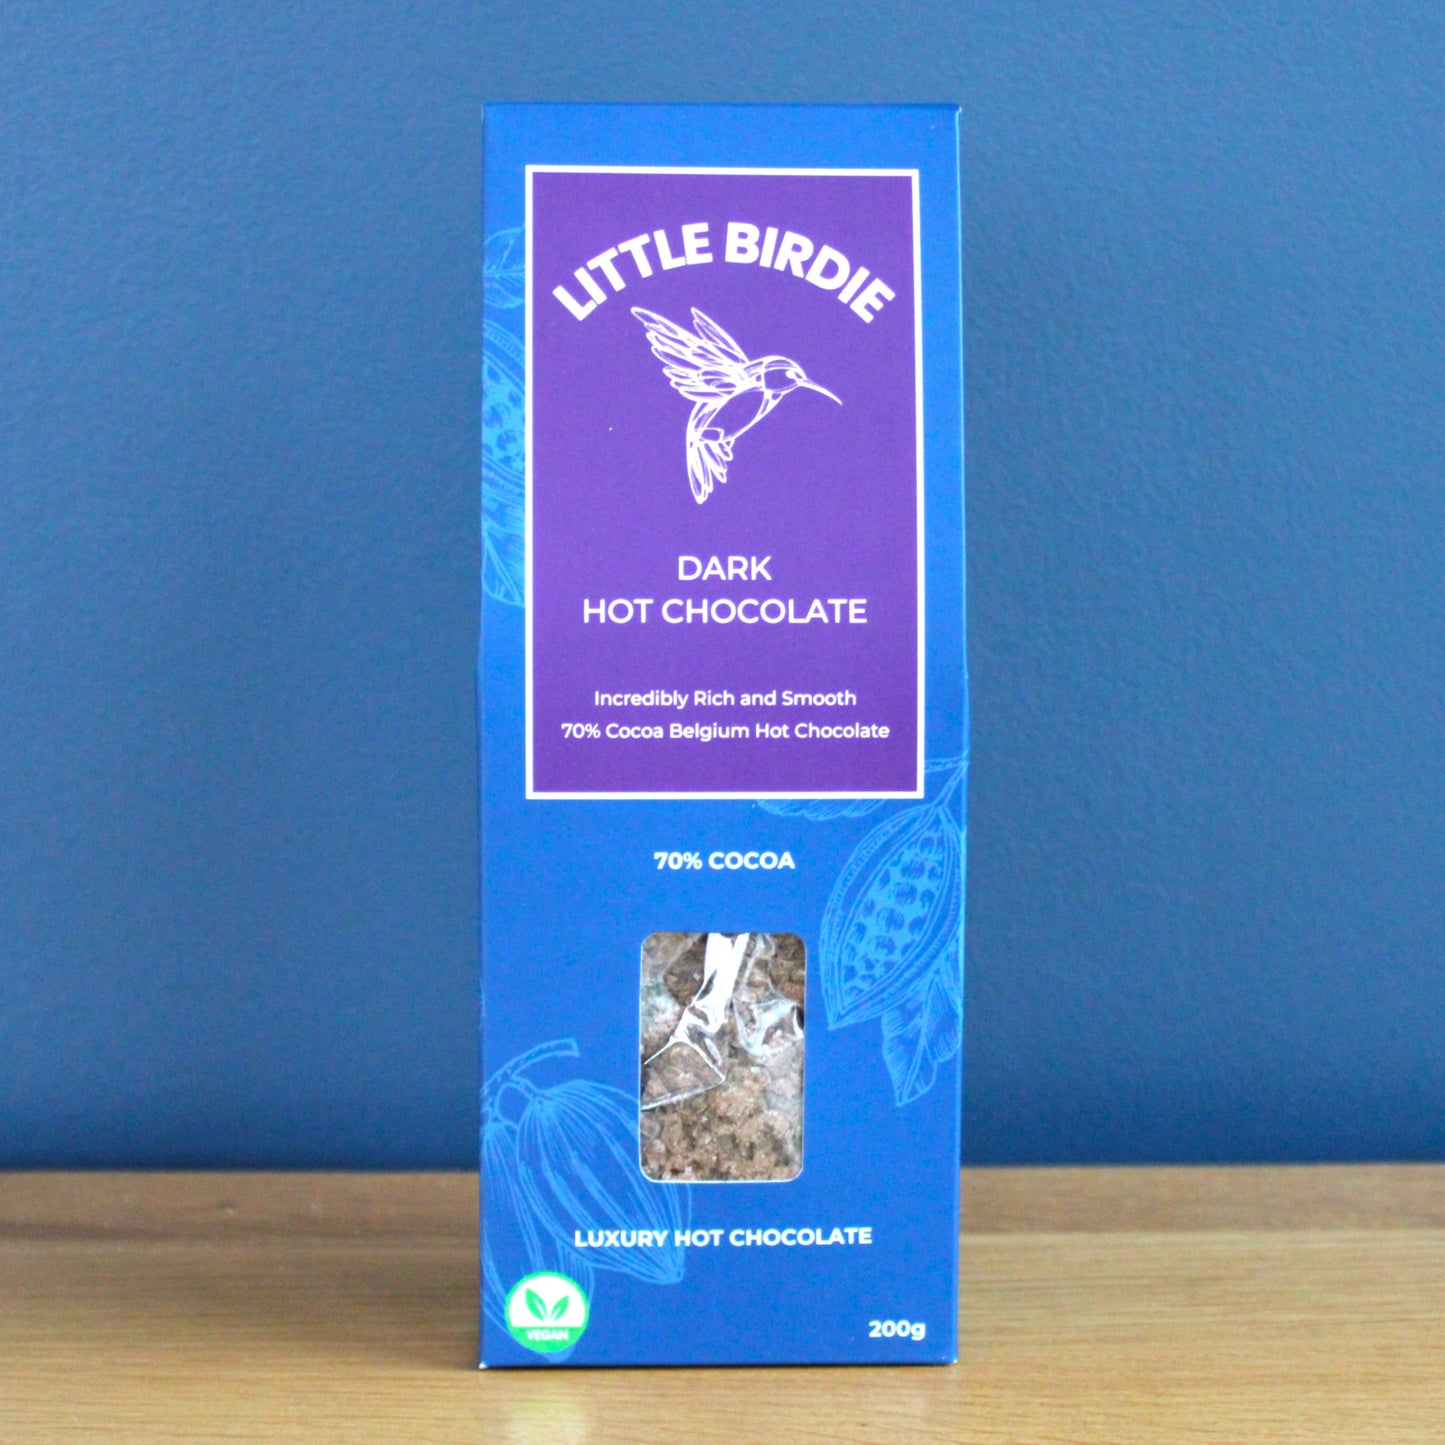 LITTLE BIRDIE
DARK
HOT CHOCOLATE
Incredibly Rich and Smooth
70% Cocoa Belgium Hot Chocolate
70% COCOA
LUXURY HOT CHOCOLATE
VEGAN
200g